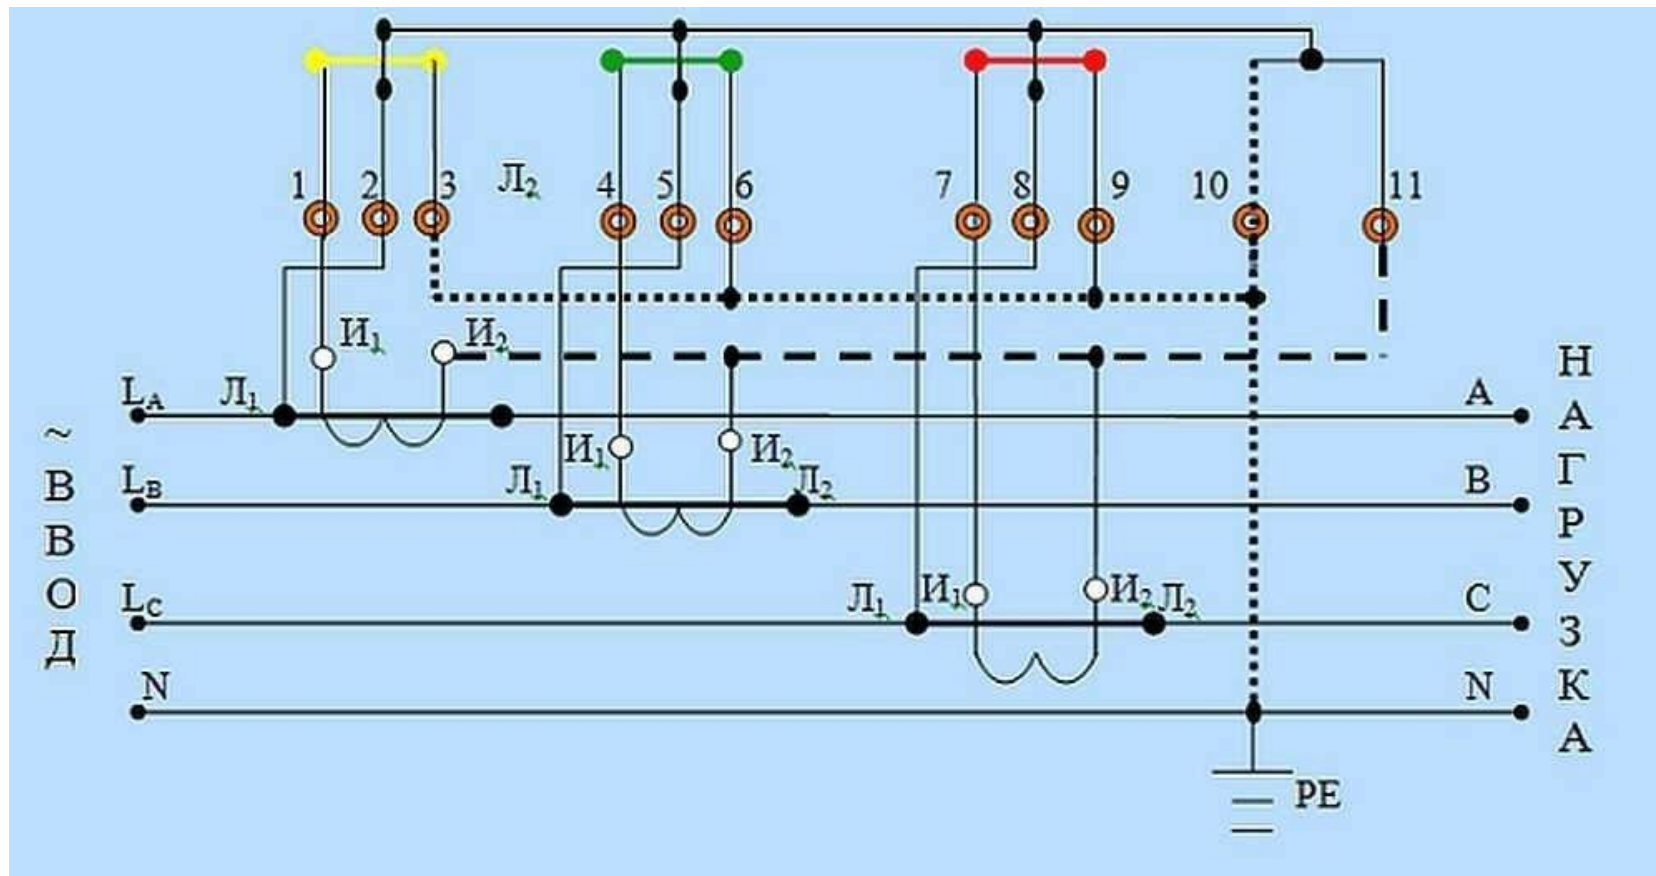 1 2 3 Л2 4 5 6 7 8 9 10 11
И1 И2
LA Л1 A
И1 И2
LB Л1 Л2 B
И1 И2
LC Л1 Л2 C
N N
PE
~ ВВОД
НАГРУЗКА